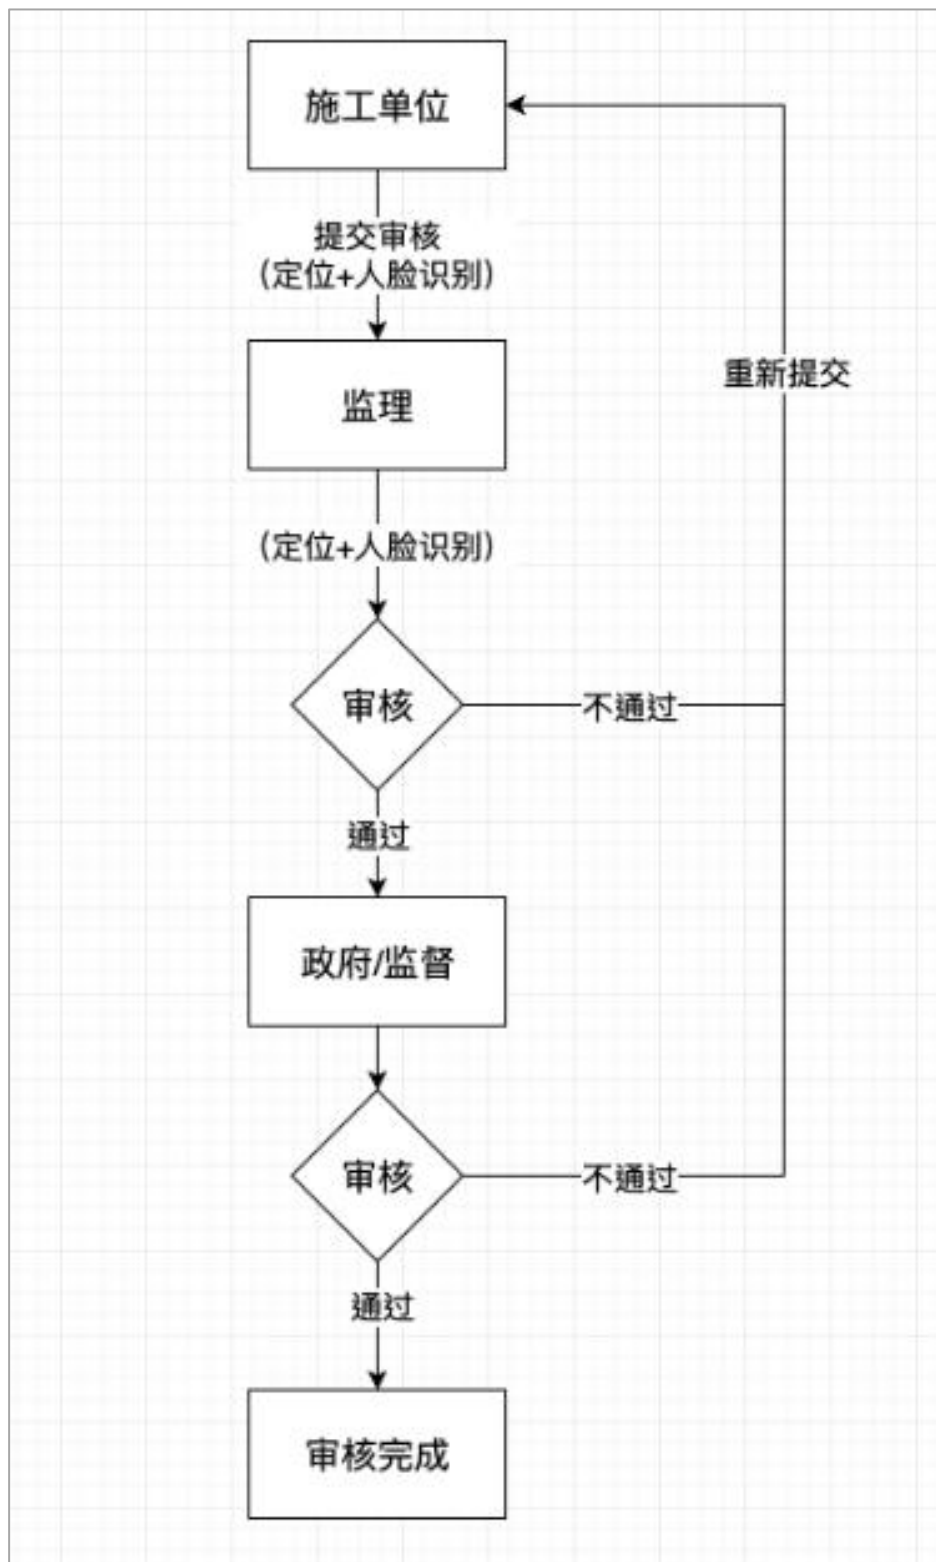 施工单位
提交审核
（定位+人脸识别）
监理
重新提交
（定位+人脸识别）
审核
不通过
通过
政府/监督
审核
不通过
通过
审核完成